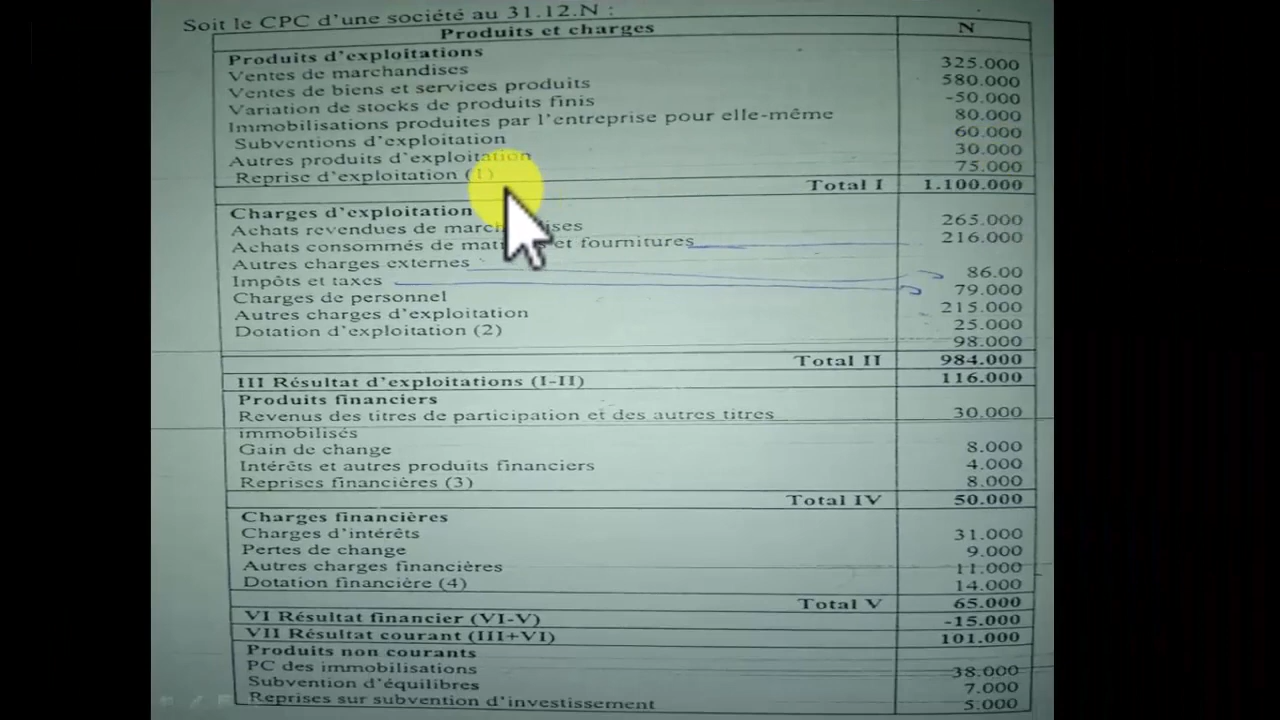 Soit le CPC d'une société au 31.12.N :
Produits et charges N
Produits d'exploitations
Ventes de marchandises 325.000
Ventes de biens et services produits 580.000
Variation de stocks de produits finis -50.000
Immobilisations produites par l'entreprise pour elle-même 80.000
Subventions d'exploitation 60.000
Autres produits d'exploitation 30.000
Reprise d'exploitation (1) 75.000
Total I 1.100.000
Charges d'exploitation
Achats revendues de 265.000
Achats consommés de et fournitures 216.000
Autres charges externes 86.00
Impôts et taxes 79.000
Charges de personnel 215.000
Autres charges d'exploitation 25.000
Dotation d'exploitation (2) 98.000
Total II 984.000
III Résultat d'exploitations (I-II) 116.000
Produits financiers
Revenus des titres de participation et des autres titres 30.000
immobilisés
Gain de change 8.000
Intérêts et autres produits financiers 4.000
Reprises financières (3) 8.000
Total IV 50.000
Charges financières
Charges d'intérêts 31.000
Pertes de change 9.000
Autres charges financières 11.000
Dotation financière (4) 14.000
Total V 65.000
VI Résultat financier (VI-V) -15.000
VII Résultat courant (III+VI) 101.000
Produits non courants
PC des immobilisations 38.000
Subvention d'équilibres 7.000
Reprises sur subvention d'investissement 5.000